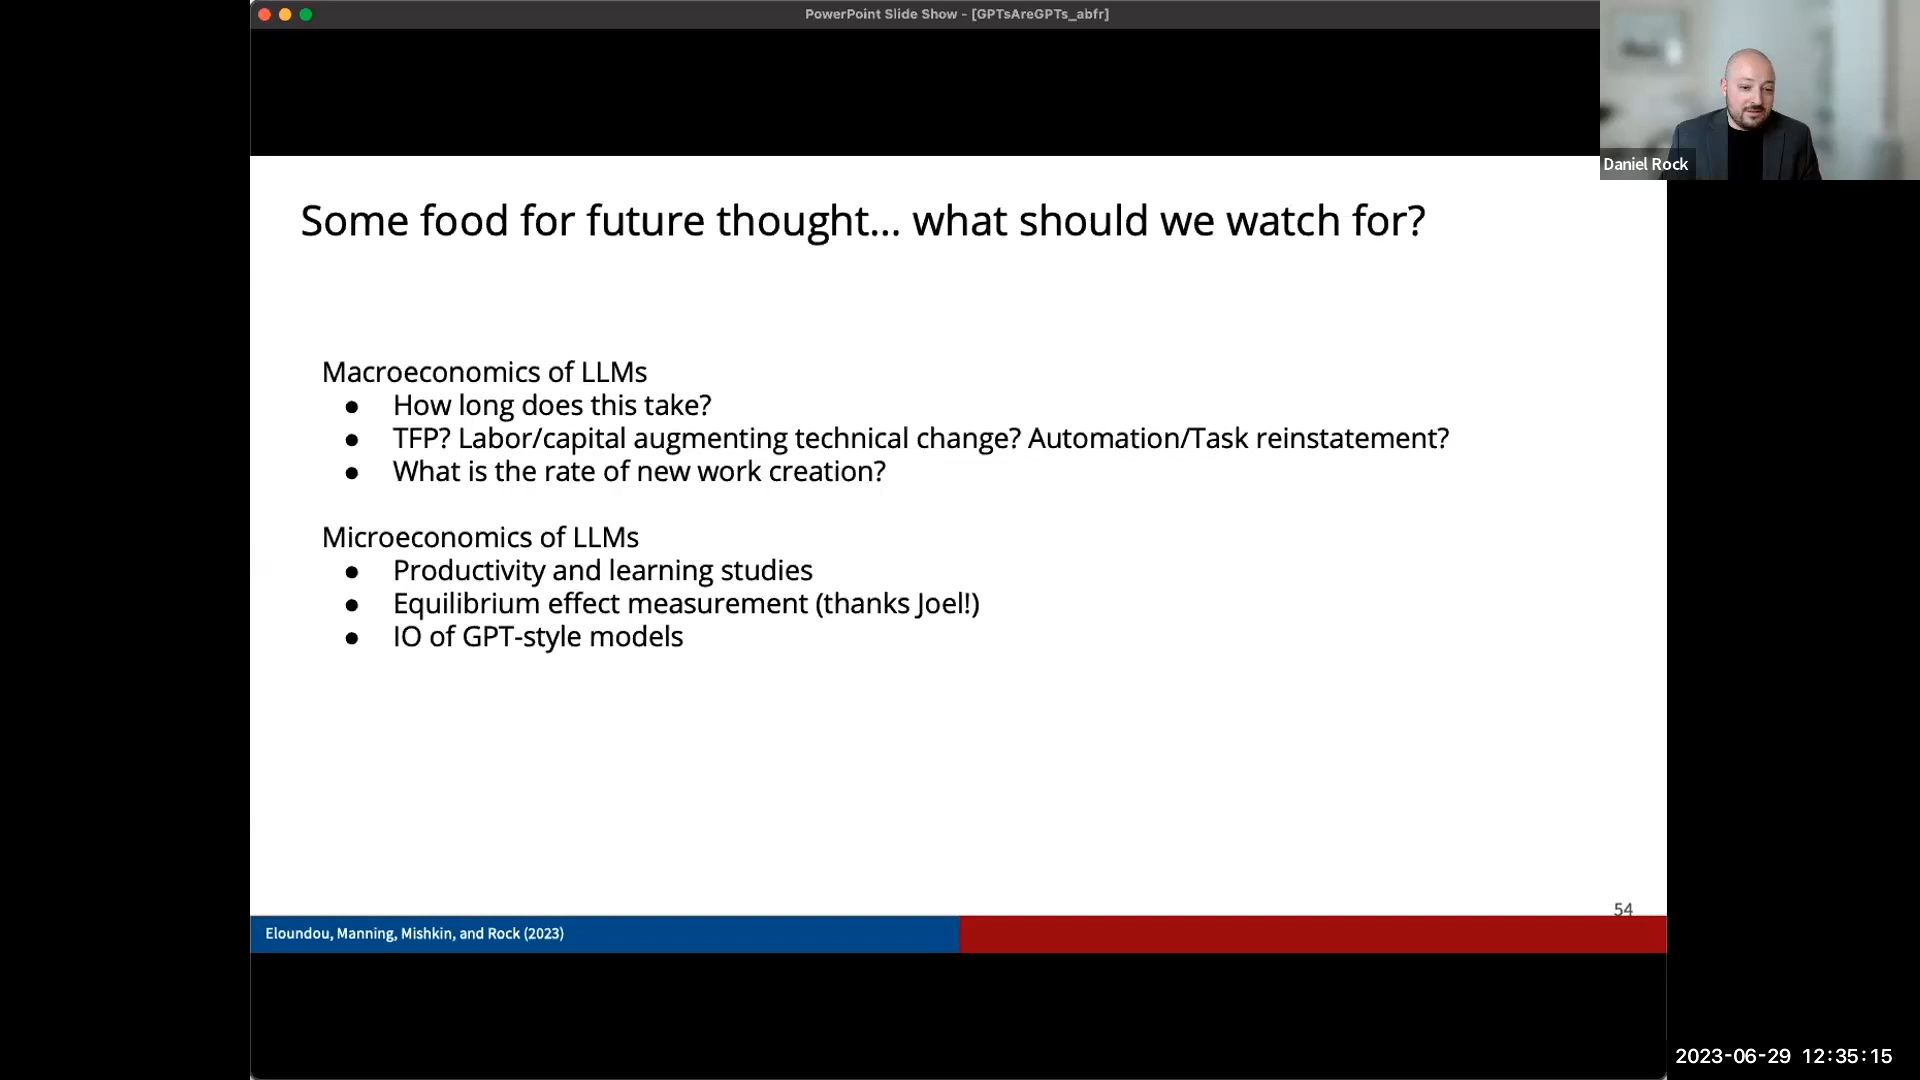 PowerPoint Slide Show - [GPTsAreGPTs_abfr]
Daniel Rock
Some food for future thought... what should we watch for?
Macroeconomics of LLMs
● How long does this take?
● TFP? Labor/capital augmenting technical change? Automation/Task reinstatement?
● What is the rate of new work creation?
Microeconomics of LLMs
● Productivity and learning studies
● Equilibrium effect measurement (thanks Joel!)
● IO of GPT-style models
54
Eloundou, Manning, Mishkin, and Rock (2023)
2023-06-29 12:35:15